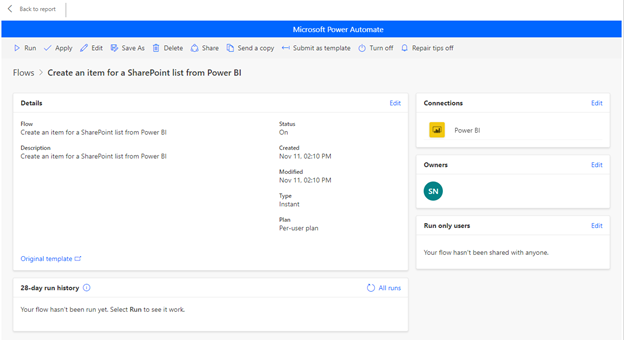 Back to report
Microsoft Power Automate
Run Apply Edit Save As Delete Share Send a copy Submit as template Turn off Repair tips off
Flows > Create an item for a SharePoint list from Power BI
Details Edit
Flow
Create an item for a SharePoint list from Power BI
Description
Create an item for a SharePoint list from Power BI
Original template
Status
On
Created
Nov 11, 02:10 PM
Modified
Nov 11, 02:10 PM
Type
Instant
Plan
Per-user plan
Connections Edit
Power BI
Owners Edit
SN
Run only users Edit
Your flow hasn't been shared with anyone.
28-day run history All runs
Your flow hasn't been run yet. Select Run to see it work.